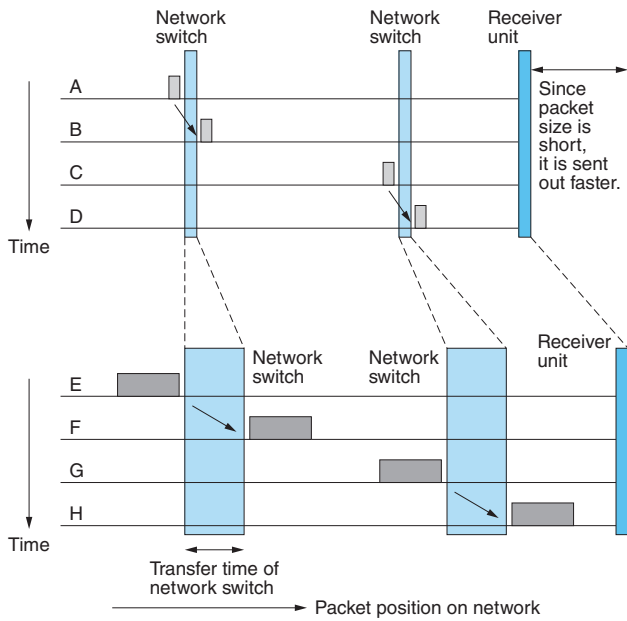 Network
switch
Network
switch
Receiver
unit
A
B
C
D
Time
Since
packet
size is
short,
it is sent
out faster.
Network
switch
Network
switch
Receiver
unit
E
F
G
H
Time
Transfer time of
network switch
Packet position on network